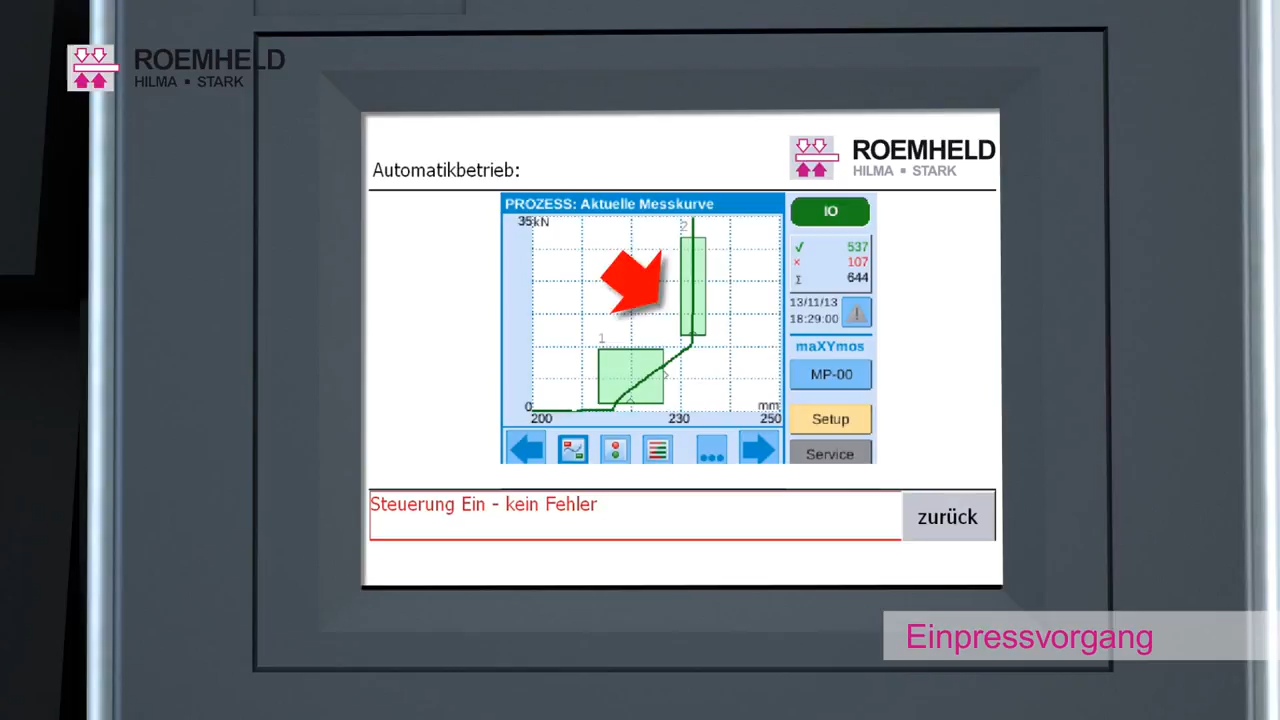 ROEMHELD
HILMA ▪ STARK
Automatikbetrieb:
ROEMHELD
HILMA ▪ STARK
PROZESS: Aktuelle Messkurve
35 kN
2
1
0
mm
200
230
250
IO
✓ 537
× 107
Σ 644
13/11/13
18:29:00
maXYmos
MP-00
Setup
Service
Steuerung Ein - kein Fehler
zurück
Einpressvorgang